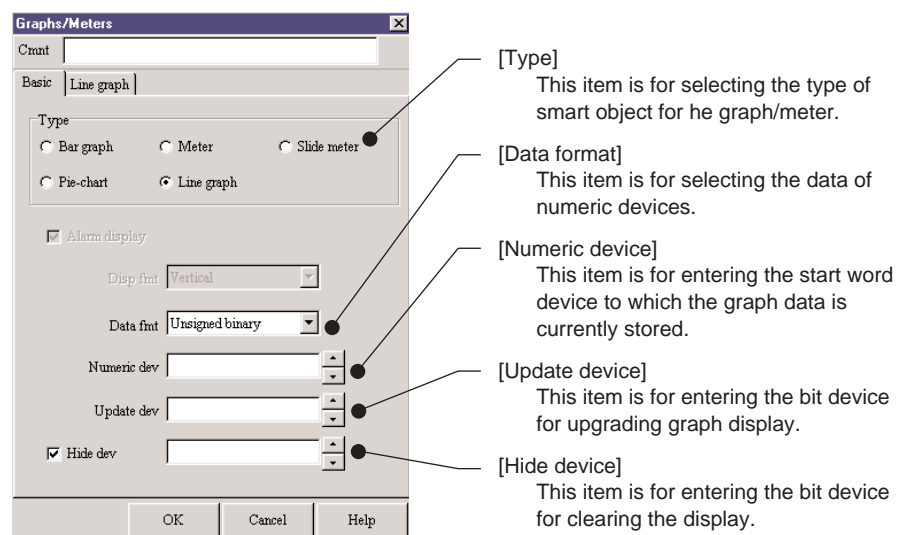 Graphs/Meters
Cmnt
Basic Line graph
Type
Bar graph Meter Slide meter
Pie-chart Line graph
Alarm display
Disp fmt Vertical
Data fmt Unsigned binary
Numeric dev
Update dev
Hide dev
OK Cancel Help
[Type]
This item is for selecting the type of
smart object for he graph/meter.
[Data format]
This item is for selecting the data of
numeric devices.
[Numeric device]
This item is for entering the start word
device to which the graph data is
currently stored.
[Update device]
This item is for entering the bit device
for upgrading graph display.
[Hide device]
This item is for entering the bit device
for clearing the display.